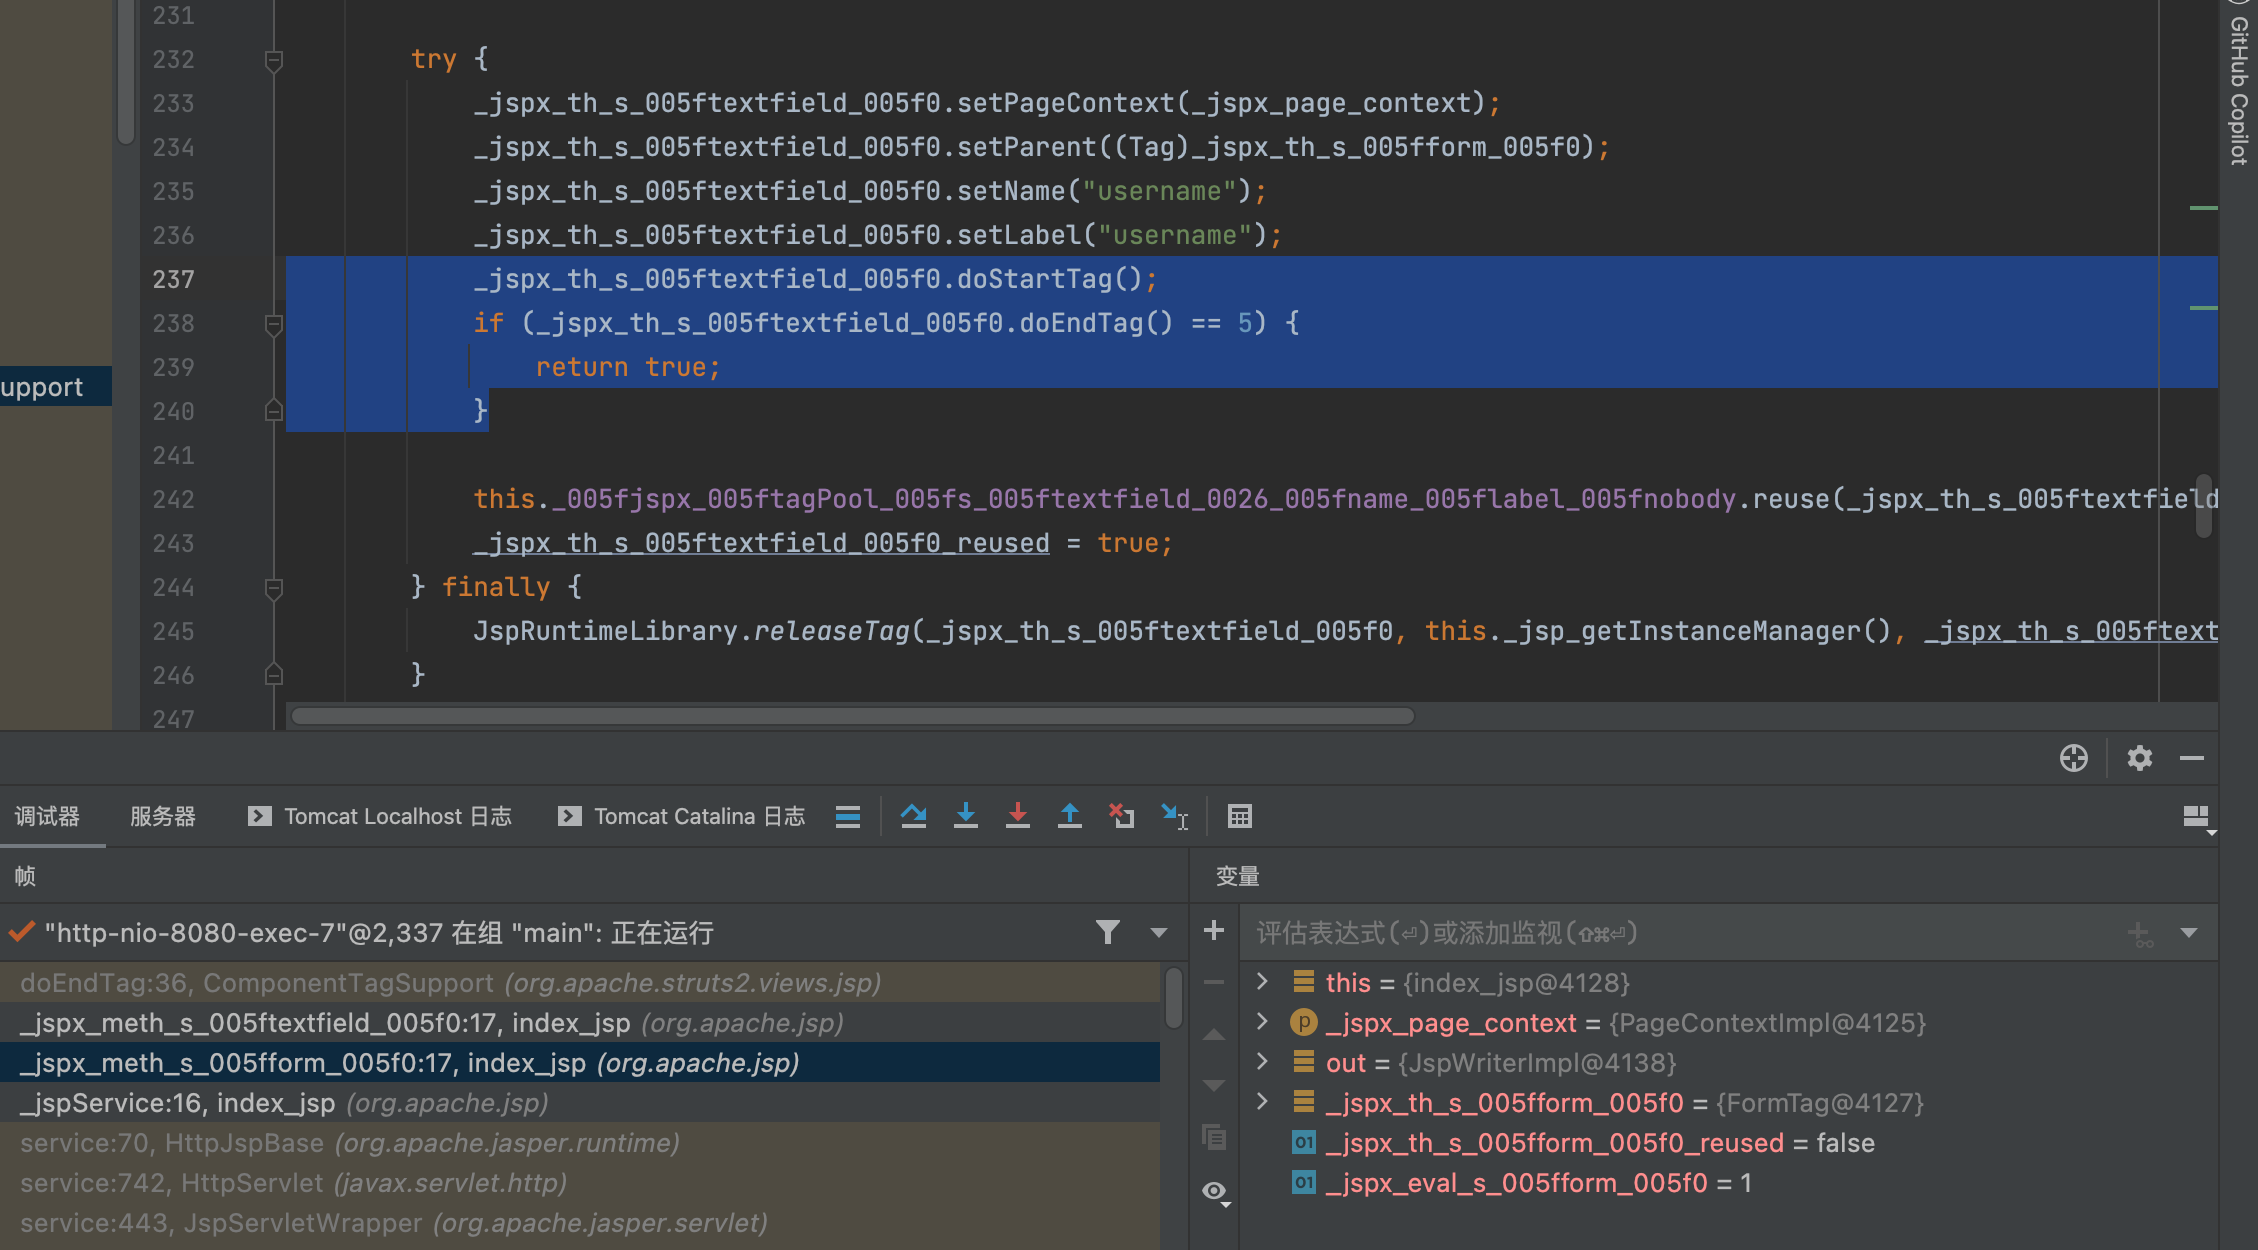 231
232 try {
233 _jspx_th_s_005ftextfield_005f0.setPageContext(_jspx_page_context);
234 _jspx_th_s_005ftextfield_005f0.setParent((Tag)_jspx_th_s_005fform_005f0);
235 _jspx_th_s_005ftextfield_005f0.setName("username");
236 _jspx_th_s_005ftextfield_005f0.setLabel("username");
237 _jspx_th_s_005ftextfield_005f0.doStartTag();
238 if (_jspx_th_s_005ftextfield_005f0.doEndTag() == 5) {
239 return true;
240 }
241
242 this._005fjspx_005ftagPool_005fs_005ftextfield_0026_005fname_005flabel_005fnobody.reuse(_jspx_th_s_005ftextfield
243 _jspx_th_s_005ftextfield_005f0_reused = true;
244 } finally {
245 JspRuntimeLibrary.releaseTag(_jspx_th_s_005ftextfield_005f0, this._jsp_getInstanceManager(), _jspx_th_s_005ftext
246 }
247
upport
GitHub Copilot
调试器 服务器 Tomcat Localhost 日志 Tomcat Catalina 日志
帧
"http-nio-8080-exec-7"@2,337 在组 "main": 正在运行
doEndTag:36, ComponentTagSupport (org.apache.struts2.views.jsp)
_jspx_meth_s_005ftextfield_005f0:17, index_jsp (org.apache.jsp)
_jspx_meth_s_005fform_005f0:17, index_jsp (org.apache.jsp)
_jspService:16, index_jsp (org.apache.jsp)
service:70, HttpJspBase (org.apache.jasper.runtime)
service:742, HttpServlet (javax.servlet.http)
service:443, JspServletWrapper (org.apache.jasper.servlet)
变量
评估表达式(⏎)或添加监视(⇧⌘⏎)
this = {index_jsp@4128}
p _jspx_page_context = {PageContextImpl@4125}
out = {JspWriterImpl@4138}
_jspx_th_s_005fform_005f0 = {FormTag@4127}
01 _jspx_th_s_005fform_005f0_reused = false
01 _jspx_eval_s_005fform_005f0 = 1